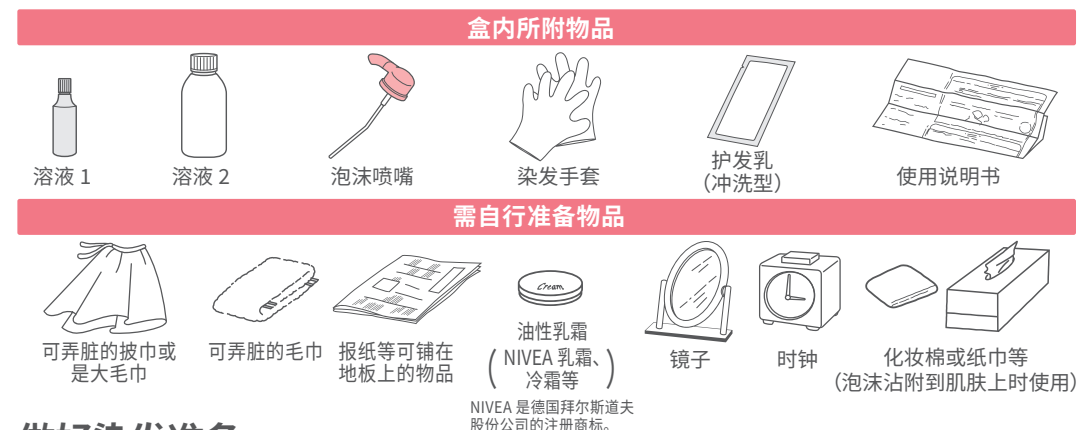 盒内所附物品
溶液 1
溶液 2
泡沫喷嘴
染发手套
护发乳
（冲洗型）
使用说明书
需自行准备物品
可弄脏的披巾或
是大毛巾
可弄脏的毛巾
报纸等可铺在
地板上的物品
Cream
油性乳霜
（NIVEA 乳霜、
冷霜等）
NIVEA 是德国拜尔斯道夫
股份公司的注册商标。
镜子
时钟
化妆棉或纸巾等
（泡沫沾附到肌肤上时使用）
做好染发准备